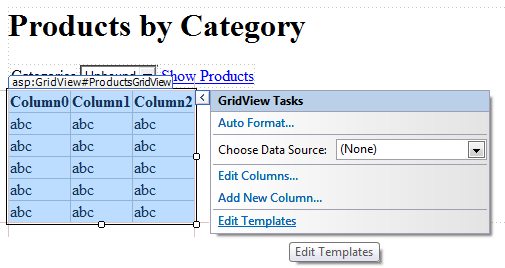 Products by Category
Categories Unbound Show Products
asp:GridView#ProductsGridView
Column0 Column1 Column2
abc abc abc
abc abc abc
abc abc abc
abc abc abc
abc abc abc
GridView Tasks
Auto Format...
Choose Data Source: (None)
Edit Columns...
Add New Column...
Edit Templates
Edit Templates